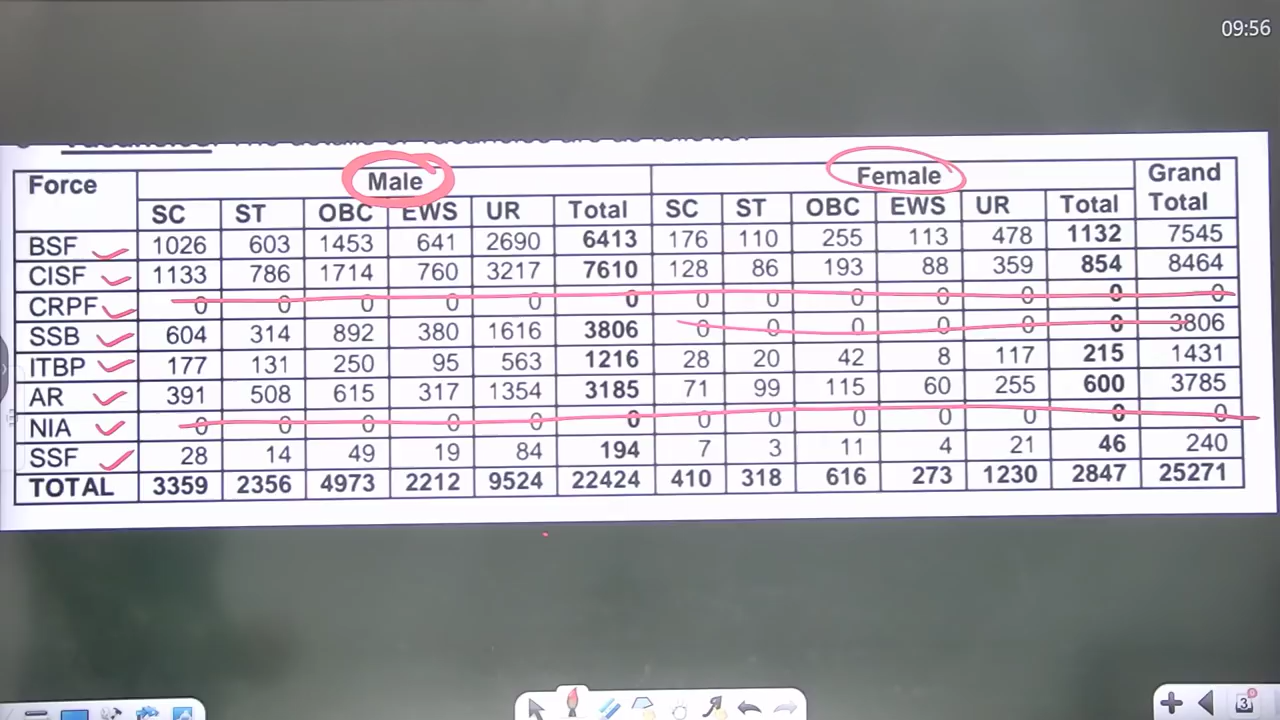 09:56
Force Male Female Grand Total
SC ST OBC EWS UR Total SC ST OBC EWS UR Total
BSF 1026 603 1453 641 2690 6413 176 110 255 113 478 1132 7545
CISF 1133 786 1714 760 3217 7610 128 86 193 88 359 854 8464
CRPF 0 0 0 0 0 0 0 0 0 0 0 0 0
SSB 604 314 892 380 1616 3806 0 0 0 0 0 0 3806
ITBP 177 131 250 95 563 1216 28 20 42 8 117 215 1431
AR 391 508 615 317 1354 3185 71 99 115 60 255 600 3785
NIA 0 0 0 0 0 0 0 0 0 0 0 0 0
SSF 28 14 49 19 84 194 7 3 11 4 21 46 240
TOTAL 3359 2356 4973 2212 9524 22424 410 318 616 273 1230 2847 25271
3